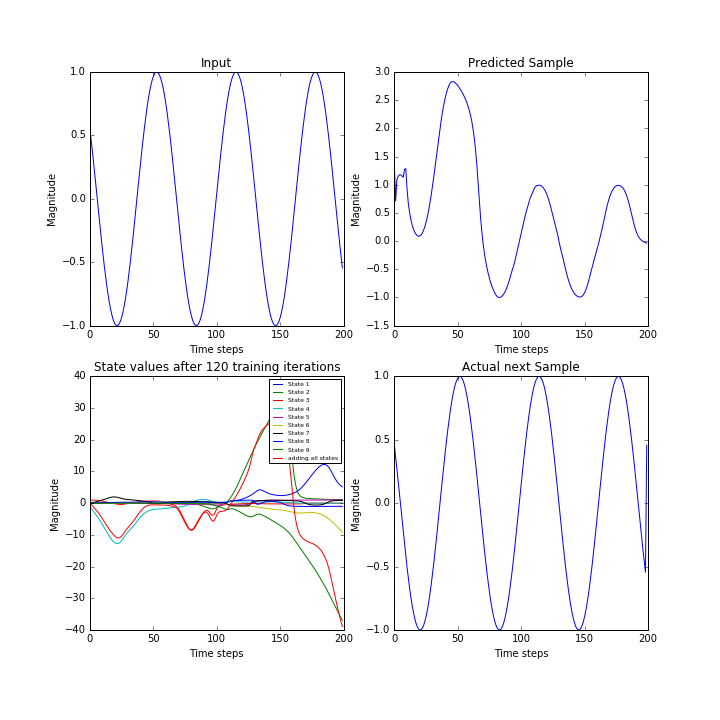 Input
1.0
0.5
0.0
−0.5
−1.0
Magnitude
0 50 100 150 200
Time steps
Predicted Sample
3.0
2.5
2.0
1.5
1.0
0.5
0.0
−0.5
−1.0
−1.5
Magnitude
0 50 100 150 200
Time steps
State values after 120 training iterations
40
30
20
10
0
−10
−20
−30
−40
Magnitude
0 50 100 150 200
Time steps
State 1
State 2
State 3
State 4
State 5
State 6
State 7
State 8
State 9
adding all states
Actual next Sample
1.0
0.5
0.0
−0.5
−1.0
Magnitude
0 50 100 150 200
Time steps